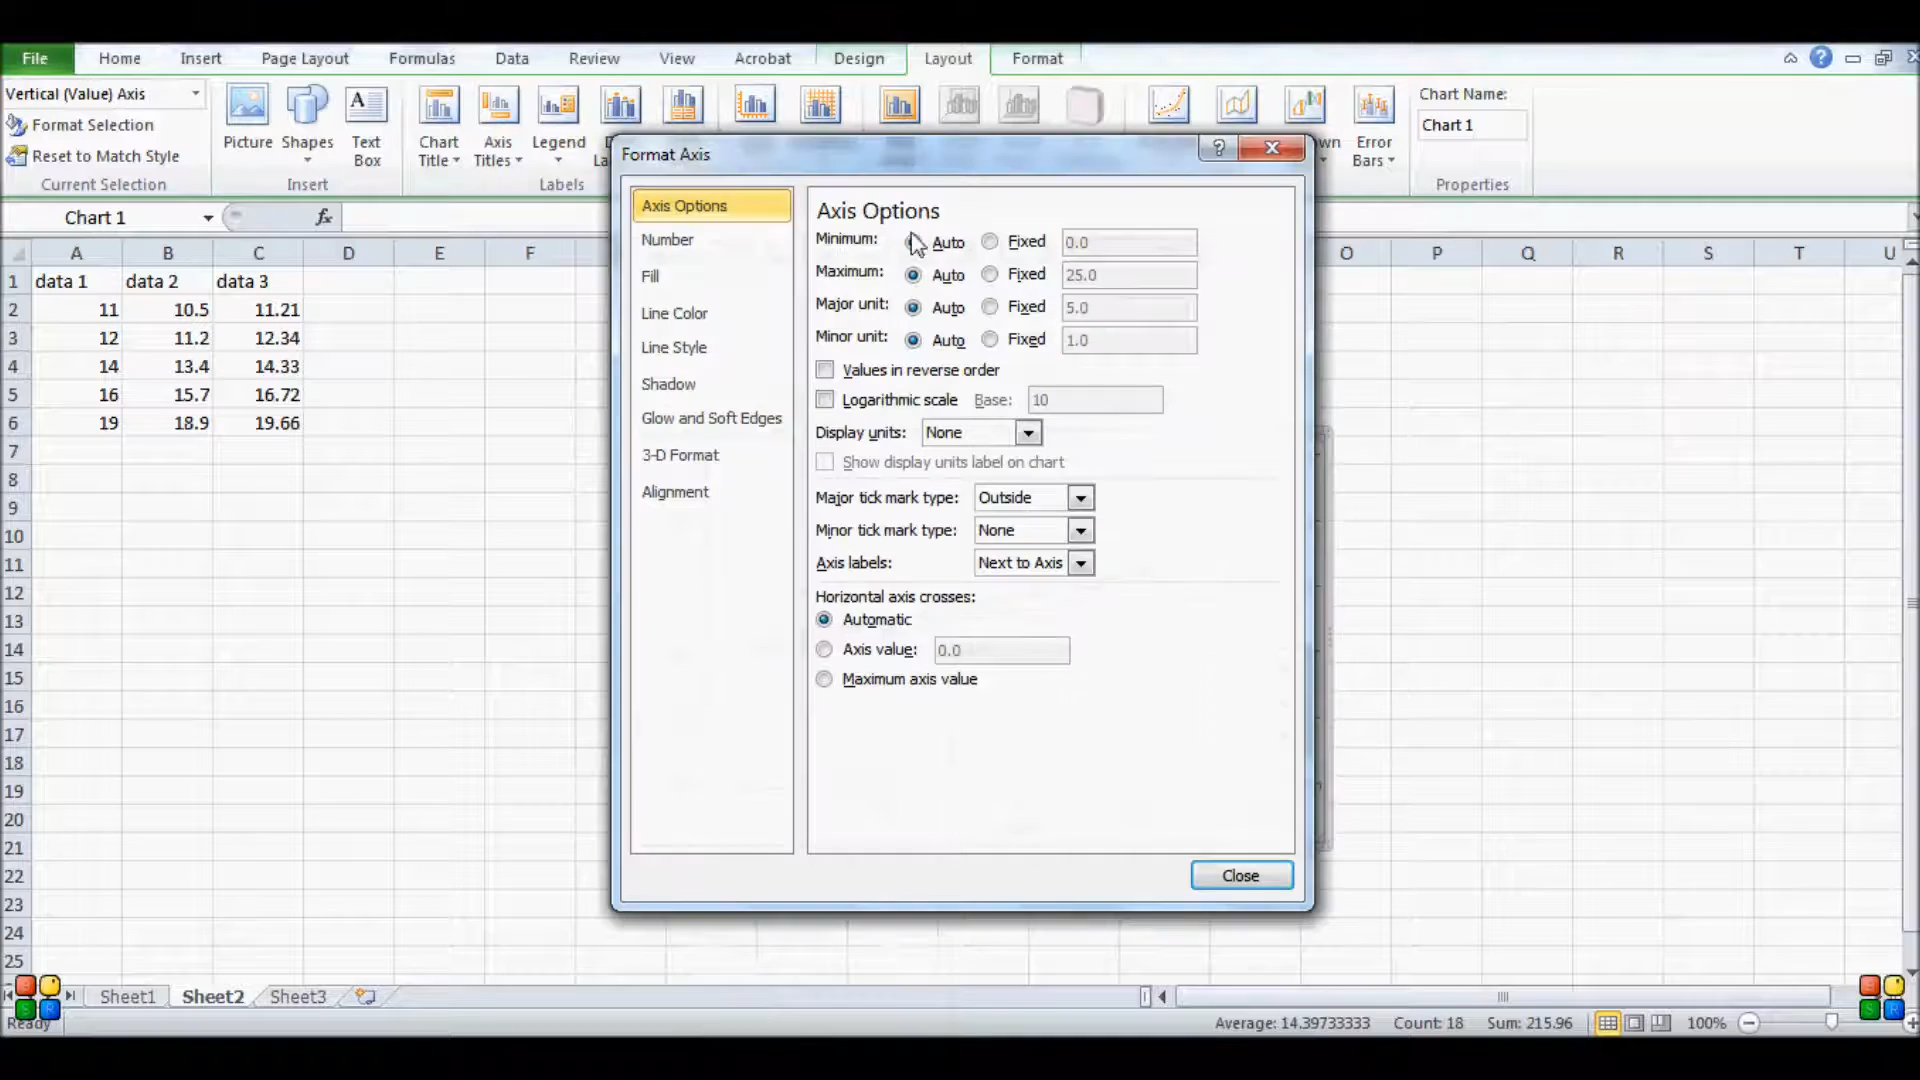 File Home Insert Page Layout Formulas Data Review View Acrobat Design Layout Format
Vertical (Value) Axis
Format Selection
Reset to Match Style
Current Selection
Picture Shapes Text Box
Insert
Chart Title Axis Titles Legend
Labels
Error Bars
Chart Name:
Chart 1
Properties
Chart 1 fx
A B C D E F O P Q R S T U
1 data 1 data 2 data 3
2 11 10.5 11.21
3 12 11.2 12.34
4 14 13.4 14.33
5 16 15.7 16.72
6 19 18.9 19.66
7
8
9
10
11
12
13
14
15
16
17
18
19
20
21
22
23
24
25
Format Axis
Axis Options
Number
Fill
Line Color
Line Style
Shadow
Glow and Soft Edges
3-D Format
Alignment
Axis Options
Minimum: Auto Fixed 0.0
Maximum: Auto Fixed 25.0
Major unit: Auto Fixed 5.0
Minor unit: Auto Fixed 1.0
Values in reverse order
Logarithmic scale Base: 10
Display units: None
Show display units label on chart
Major tick mark type: Outside
Minor tick mark type: None
Axis labels: Next to Axis
Horizontal axis crosses:
Automatic
Axis value: 0.0
Maximum axis value
Close
Sheet1 Sheet2 Sheet3
Ready Average: 14.39733333 Count: 18 Sum: 215.96 100%